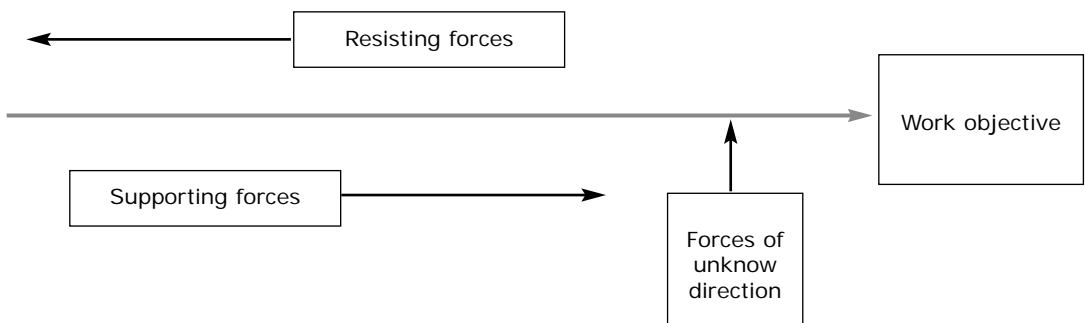 Resisting forces
Work objective
Supporting forces
Forces of
unknow
direction